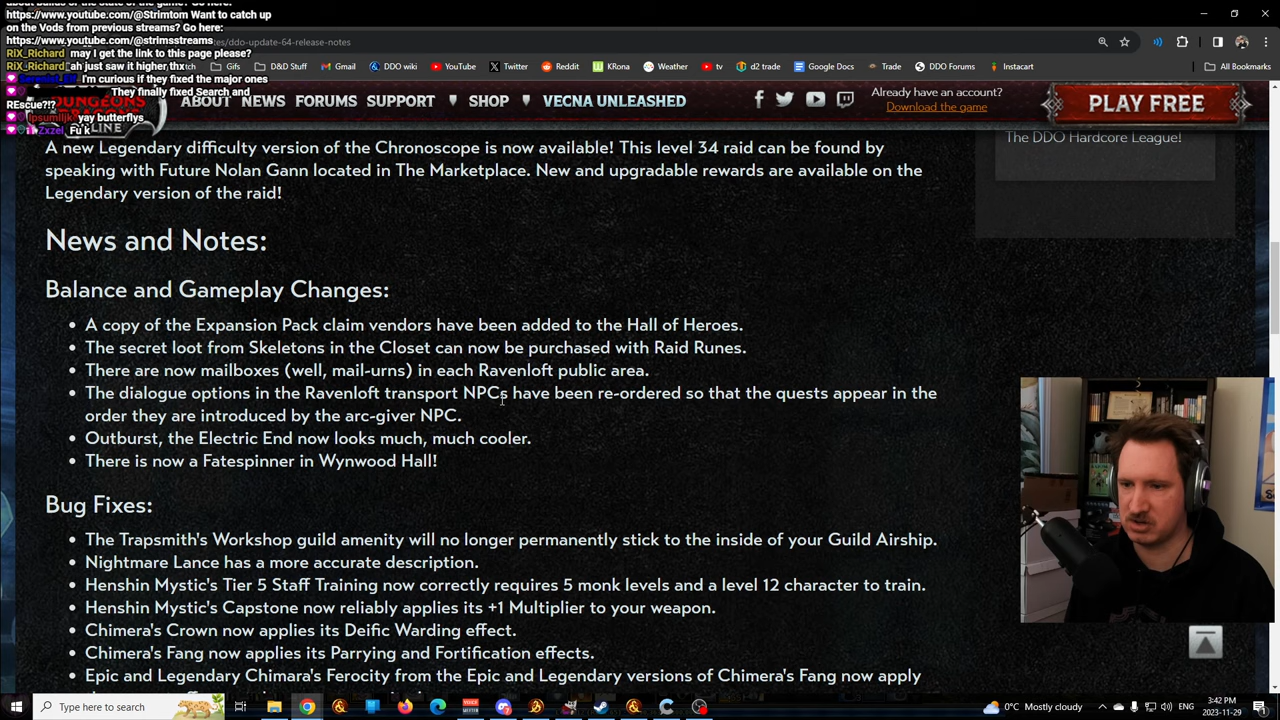 about builds or the State of the game? Go here:
https://www.youtube.com/@Strimtom Want to catch up
on the Vods from previous streams? Go here:
https://www.youtube.com/@strimsstreams
RiX_Richard may i get the link to this page please?
RiX_Richard ah just saw it higher thx
I'm curious if they fixed the major ones
They finally fixed Search and
REscue?!?
yay butterflys
Zxzel Fu k
es/ddo-update-64-release-notes
Gifs
D&D Stuff
Gmail
DDO wiki
YouTube
Twitter
Reddit
KRona
Weather
tv
d2 trade
Google Docs
Trade
DDO Forums
Instacart
All Bookmarks
DUNGEONS
ABOUT NEWS FORUMS SUPPORT SHOP VECNA UNLEASHED
Already have an account?
Download the game
PLAY FREE
The DDO Hardcore League!
A new Legendary difficulty version of the Chronoscope is now available! This level 34 raid can be found by
speaking with Future Nolan Gann located in The Marketplace. New and upgradable rewards are available on the
Legendary version of the raid!
News and Notes:
Balance and Gameplay Changes:
• A copy of the Expansion Pack claim vendors have been added to the Hall of Heroes.
• The secret loot from Skeletons in the Closet can now be purchased with Raid Runes.
• There are now mailboxes (well, mail-urns) in each Ravenloft public area.
• The dialogue options in the Ravenloft transport NPCs have been re-ordered so that the quests appear in the
order they are introduced by the arc-giver NPC.
• Outburst, the Electric End now looks much, much cooler.
• There is now a Fatespinner in Wynwood Hall!
Bug Fixes:
• The Trapsmith's Workshop guild amenity will no longer permanently stick to the inside of your Guild Airship.
• Nightmare Lance has a more accurate description.
• Henshin Mystic's Tier 5 Staff Training now correctly requires 5 monk levels and a level 12 character to train.
• Henshin Mystic's Capstone now reliably applies its +1 Multiplier to your weapon.
• Chimera's Crown now applies its Deific Warding effect.
• Chimera's Fang now applies its Parrying and Fortification effects.
• Epic and Legendary Chimara's Ferocity from the Epic and Legendary versions of Chimera's Fang now apply
Type here to search
0°C Mostly cloudy
3:42 PM
2023-11-29